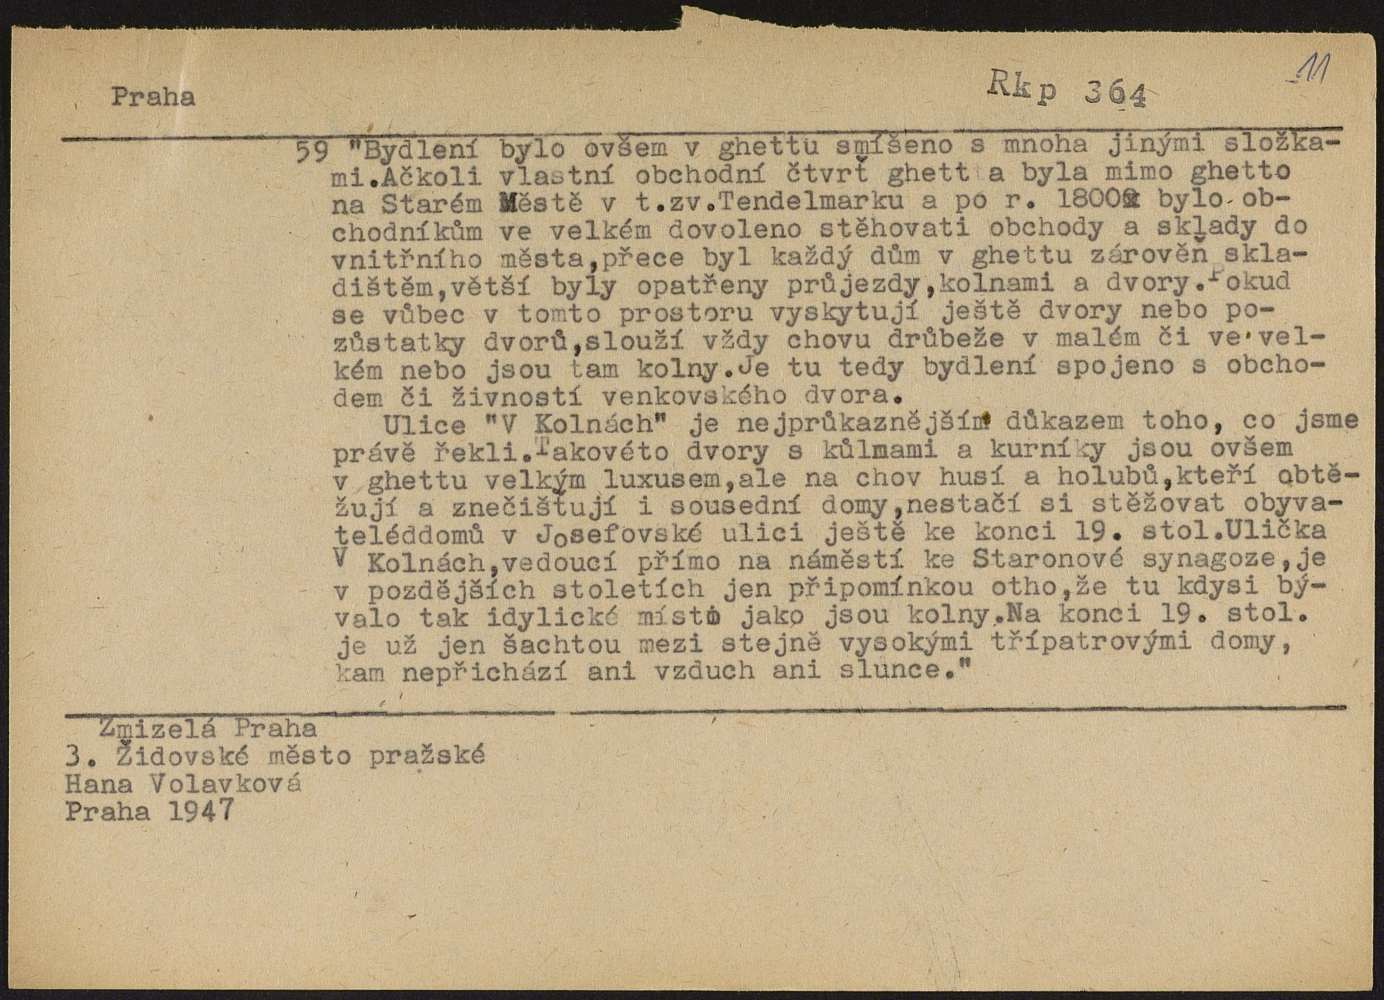 11
Praha
Rkp 364
59 "Bydlení bylo ovšem v ghettu smíšeno s mnoha jinými složka-
mi.Ačkoli vlastní obchodní čtvrť ghett a byla mimo ghetto
na Starém Městě v t.zv.Tendelmarku a po r. 1800 bylo ob-
chodníkům ve velkém dovoleno stěhovati obchody a sklady do
vnitřního města,přece byl každý dům v ghettu zárověň skla-
dištěm,větší byly opatřeny průjezdy,kolnami a dvory.Pokud
se vůbec v tomto prostoru vyskytují ještě dvory nebo po-
zůstatky dvorů,slouží vždy chovu drůbeže v malém či ve vel-
kém nebo jsou tam kolny.Je tu tedy bydlení spojeno s obcho-
dem či živností venkovského dvora.
Ulice "V Kolnách" je nejprůkaznějším důkazem toho, co jsme
právě řekli.Takovéto dvory s kůlnami a kurníky jsou ovšem
v ghettu velkým luxusem,ale na chov husí a holubů,kteří obtě-
žují a znečišťují i sousední domy,nestačí si stěžovat obyva-
teléddomů v Josefovské ulici ještě ke konci 19. stol.Ulička
V Kolnách,vedoucí přímo na náměstí ke Staronové synagoze,je
v pozdějších stoletích jen připomínkou otho,že tu kdysi bý-
valo tak idylické místo jako jsou kolny.Na konci 19. stol.
je už jen šachtou mezi stejně vysokými třípatrovými domy,
kam nepřichází ani vzduch ani slunce."
Zmizelá Praha
3. Židovské město pražské
Hana Volavková
Praha 1947